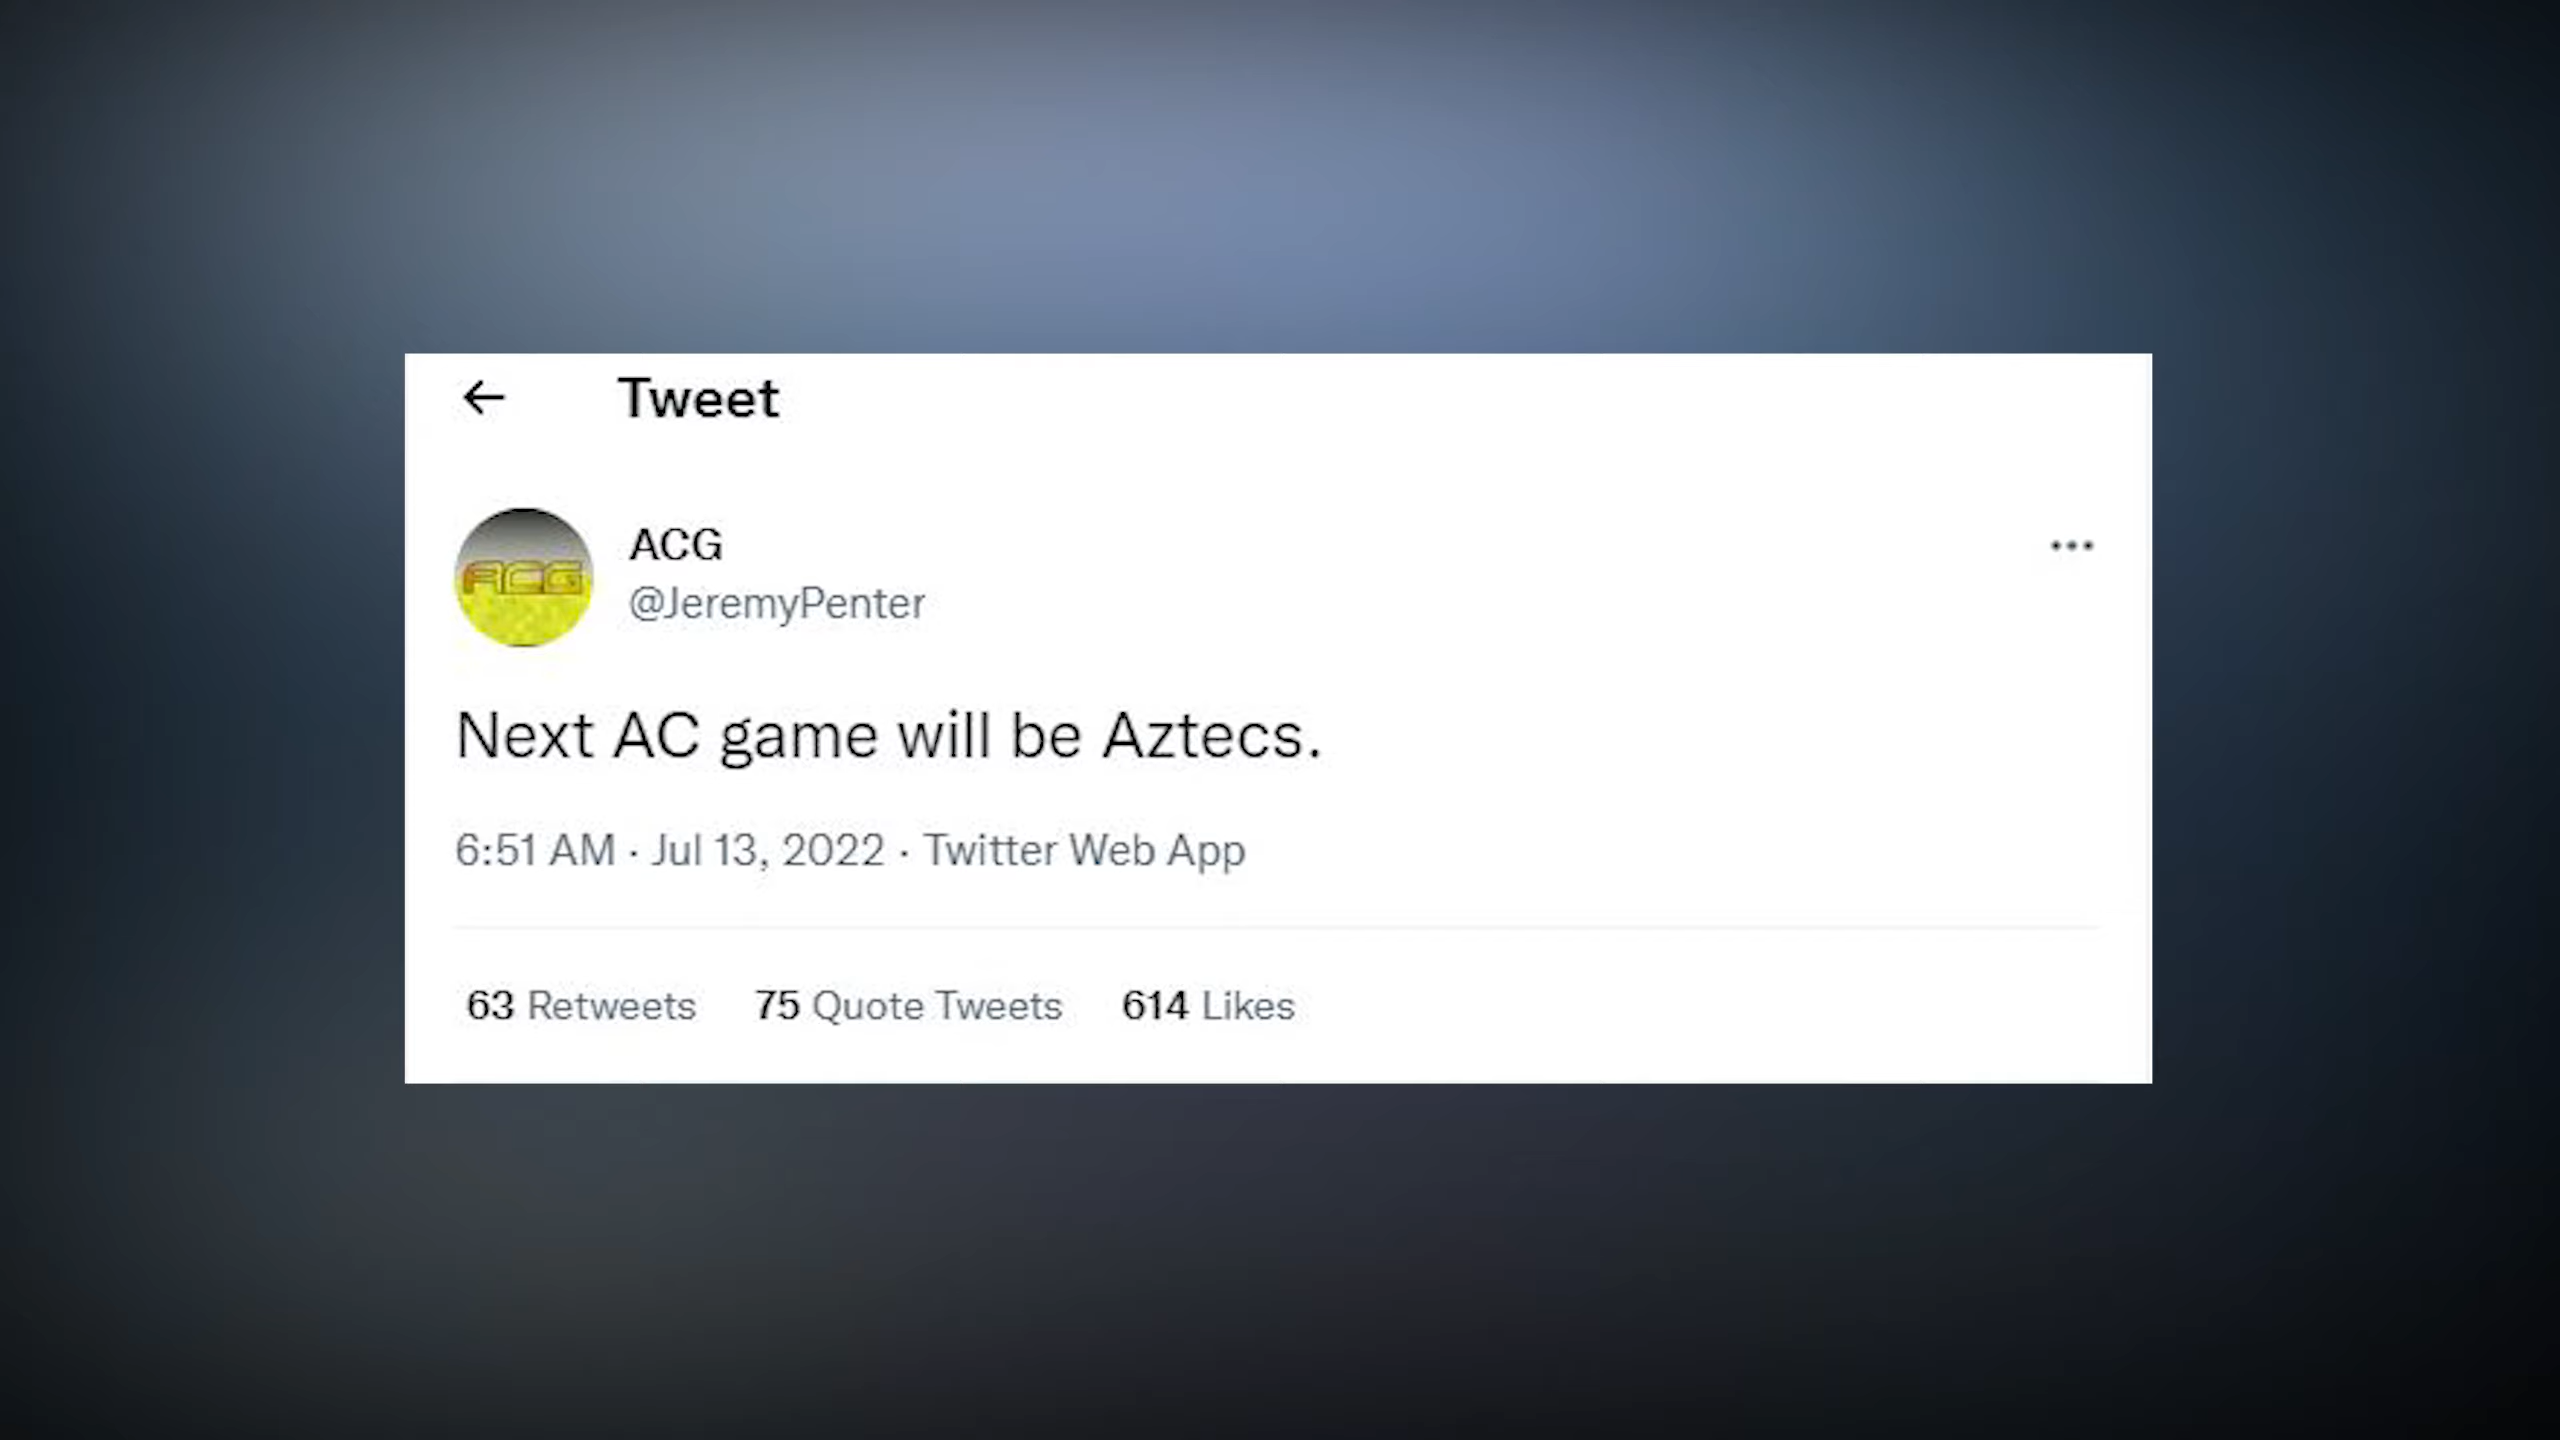 Tweet
ACG
ACG
@JeremyPenter
Next AC game will be Aztecs.
6:51 AM · Jul 13, 2022 · Twitter Web App
63 Retweets 75 Quote Tweets 614 Likes